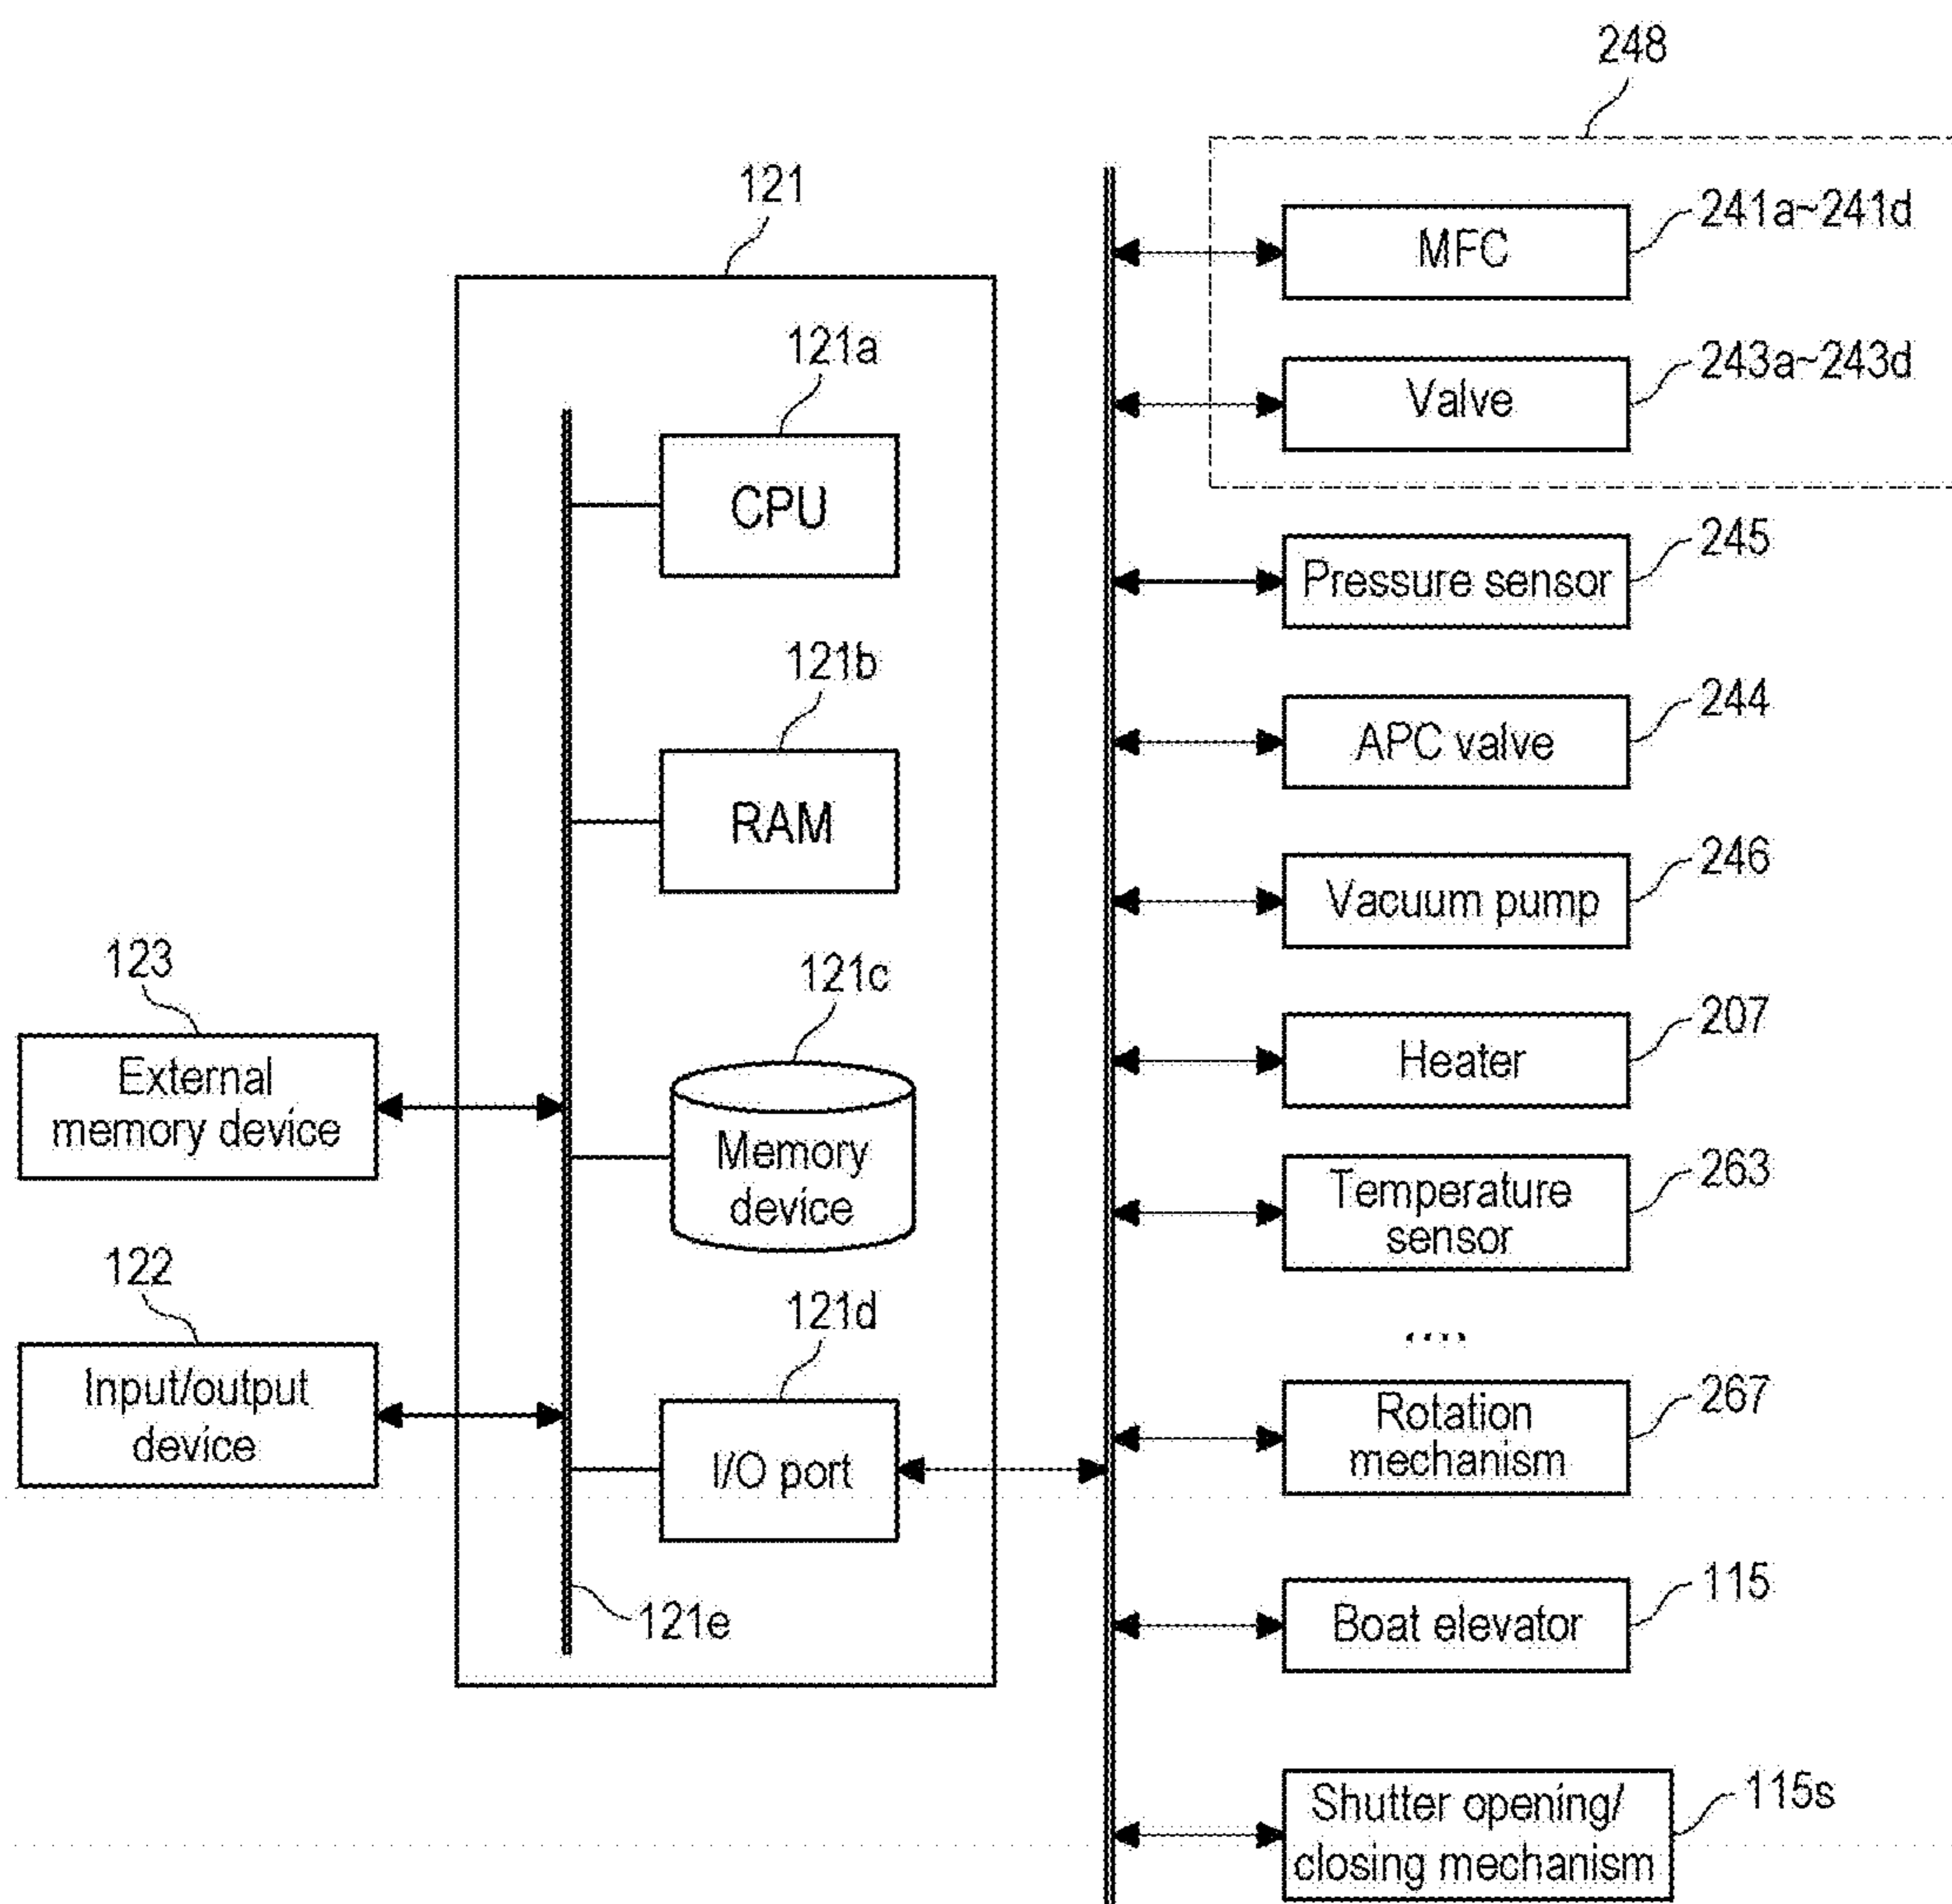 248
121
241a~241d
MFC
121a
243a~243d
Valve
CPU
245
Pressure sensor
121b
244
RAM
APC valve
246
Vacuum pump
123
121c
207
External
memory device
Heater
Memory
device
263
Temperature
sensor
122
121d
....
Input/output
device
I/O port
267
Rotation
mechanism
121e
115
Boat elevator
115s
Shutter opening/
closing mechanism